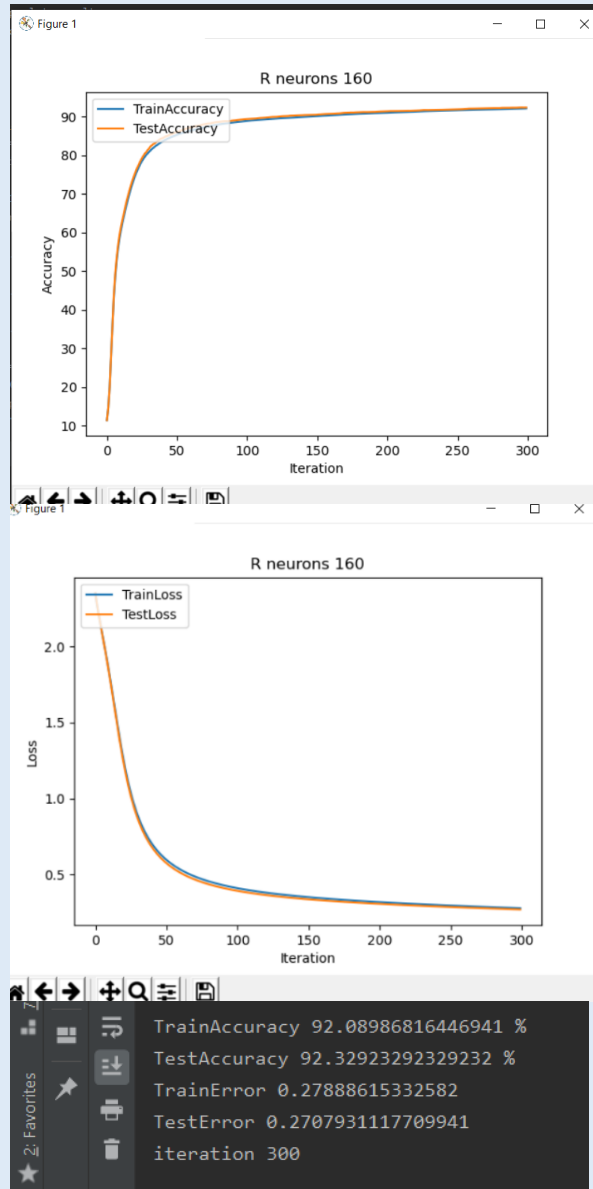 Figure 1
R neurons 160
TrainAccuracy
TestAccuracy
90
80
70
60
50
40
30
20
10
Accuracy
0 50 100 150 200 250 300
Iteration
Figure 1
R neurons 160
TrainLoss
TestLoss
2.0
1.5
1.0
0.5
Loss
0 50 100 150 200 250 300
Iteration
2: Favorites
7
TrainAccuracy 92.08986816446941 %
TestAccuracy 92.32923292329232 %
TrainError 0.27888615332582
TestError 0.2707931117709941
iteration 300